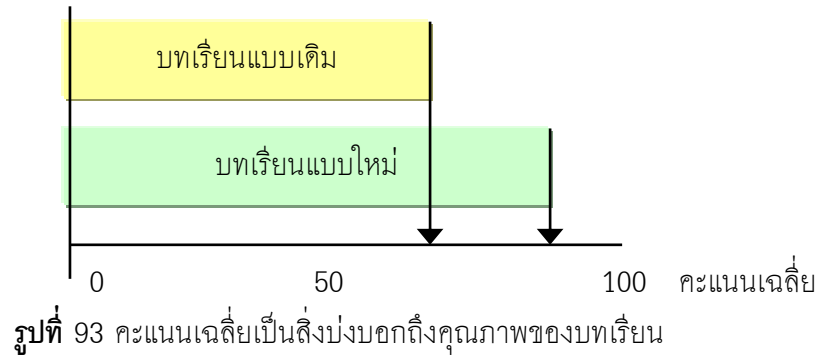 บทเรียนแบบเดิม
บทเรียนแบบใหม่
0 50 100 คะแนนเฉลี่ย
รูปที่ 93 คะแนนเฉลี่ยเป็นสิ่งบ่งบอกถึงคุณภาพของบทเรียน